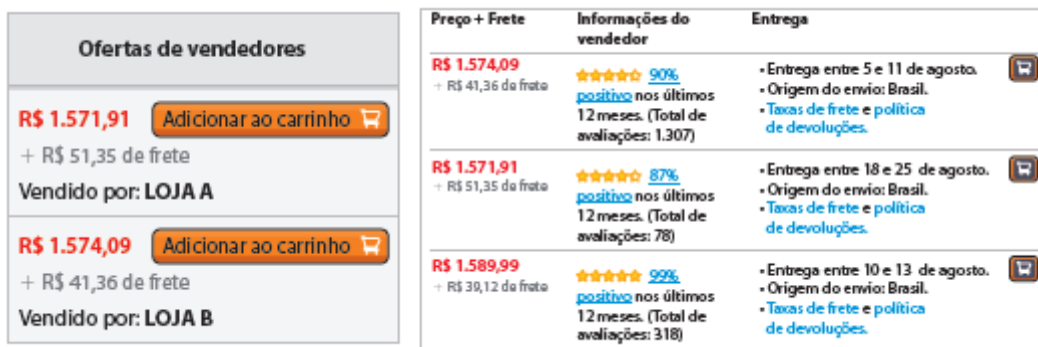 Ofertas de vendedores
R$ 1.571,91 Adicionar ao carrinho
+ R$ 51,35 de frete
Vendido por: LOJA A
R$ 1.574,09 Adicionar ao carrinho
+ R$ 41,36 de frete
Vendido por: LOJA B
Preço + Frete
Informações do
vendedor
Entrega
R$ 1.574,09
+ R$ 41,36 de frete
90%
positivo nos últimos
12 meses. (Total de
avaliações: 1.307)
• Entrega entre 5 e 11 de agosto.
• Origem do envio: Brasil.
• Taxas de frete e política
de devoluções.
R$ 1.571,91
+ R$ 51,35 de frete
87%
positivo nos últimos
12 meses. (Total de
avaliações: 78)
• Entrega entre 18 e 25 de agosto.
• Origem do envio: Brasil.
• Taxas de frete e política
de devoluções.
R$ 1.589,99
+ R$ 39,12 de frete
99%
positivo nos últimos
12 meses. (Total de
avaliações: 318)
• Entrega entre 10 e 13 de agosto.
• Origem do envio: Brasil.
• Taxas de frete e política
de devoluções.